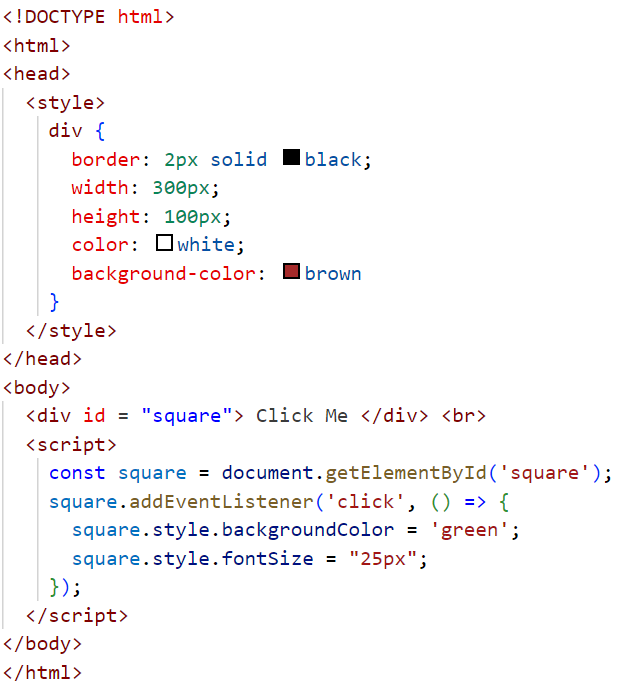 <!DOCTYPE html>
<html>
<head>
  <style>
    div {
      border: 2px solid black;
      width: 300px;
      height: 100px;
      color: white;
      background-color: brown
    }
  </style>
</head>
<body>
  <div id = "square"> Click Me </div> <br>
  <script>
    const square = document.getElementById('square');
    square.addEventListener('click', () => {
      square.style.backgroundColor = 'green';
      square.style.fontSize = "25px";
    });
  </script>
</body>
</html>